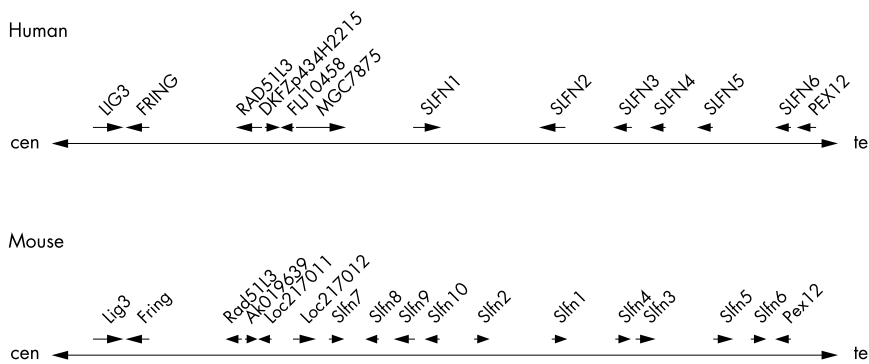 Human
LIG3
FRING
RAD51L3
DKFZp434H2215
FLJ10458
MGC7875
SLFN1
SLFN2
SLFN3
SLFN4
SLFN5
SLFN6
PEX12
cen
te
Mouse
Lig3
Fring
Rad51L3
Ak019639
Loc217011
Loc217012
Slfn7
Slfn8
Slfn9
Slfn10
Slfn2
Slfn1
Slfn4
Slfn3
Slfn5
Slfn6
Pex12
cen
te